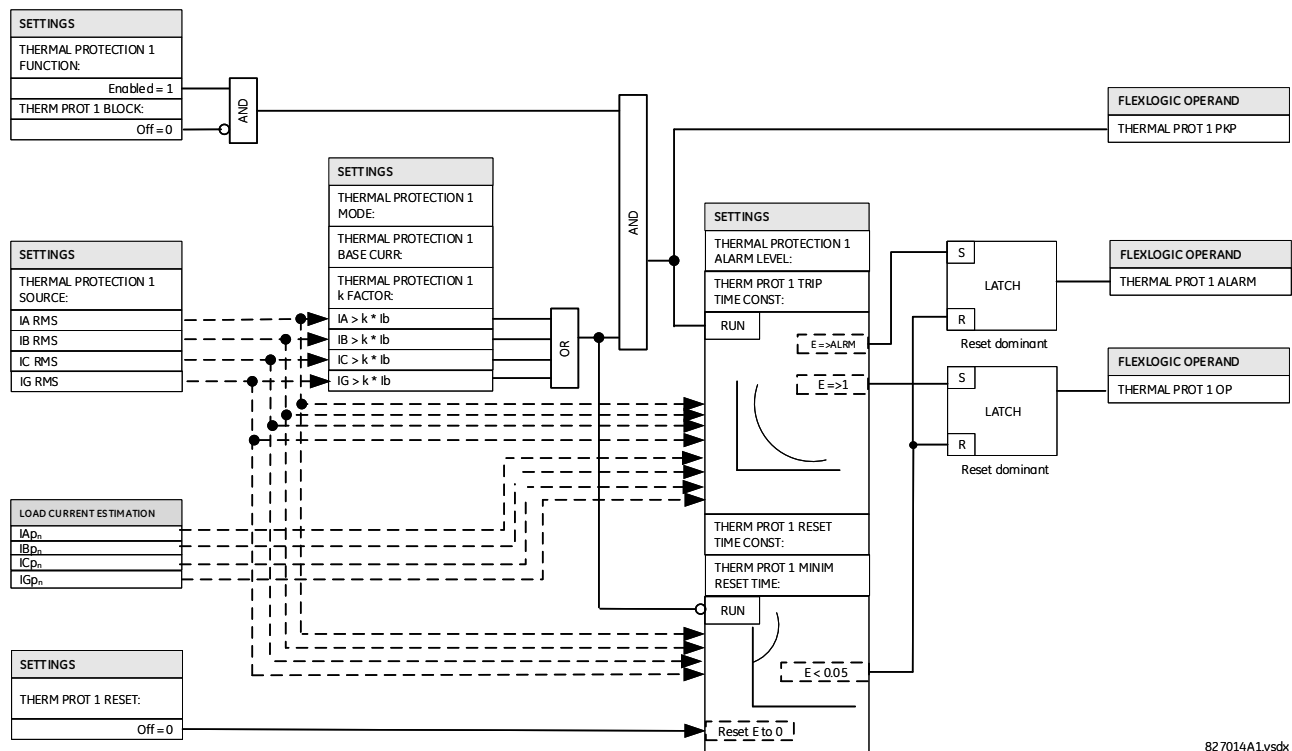 SETTINGS
THERMAL PROTECTION 1
FUNCTION:
Enabled = 1
THERM PROT 1 BLOCK:
Off = 0
AND
SETTINGS
THERMAL PROTECTION 1
SOURCE:
IA RMS
IB RMS
IC RMS
IG RMS
SETTINGS
THERMAL PROTECTION 1
MODE:
THERMAL PROTECTION 1
BASE CURR:
THERMAL PROTECTION 1
k FACTOR:
IA > k * Ib
IB > k * Ib
IC > k * Ib
IG > k * Ib
OR
AND
LOAD CURRENT ESTIMATION
IApₙ
IBpₙ
ICpₙ
IGpₙ
SETTINGS
THERM PROT 1 RESET:
Off = 0
SETTINGS
THERMAL PROTECTION 1
ALARM LEVEL:
THERM PROT 1 TRIP
TIME CONST:
RUN
E =>ALRM
E =>1
THERM PROT 1 RESET
TIME CONST:
THERM PROT 1 MINIM
RESET TIME:
RUN
E < 0.05
Reset E to 0
S
LATCH
R
Reset dominant
S
LATCH
R
Reset dominant
FLEXLOGIC OPERAND
THERMAL PROT 1 PKP
FLEXLOGIC OPERAND
THERMAL PROT 1 ALARM
FLEXLOGIC OPERAND
THERMAL PROT 1 OP
827014A1.vsdx